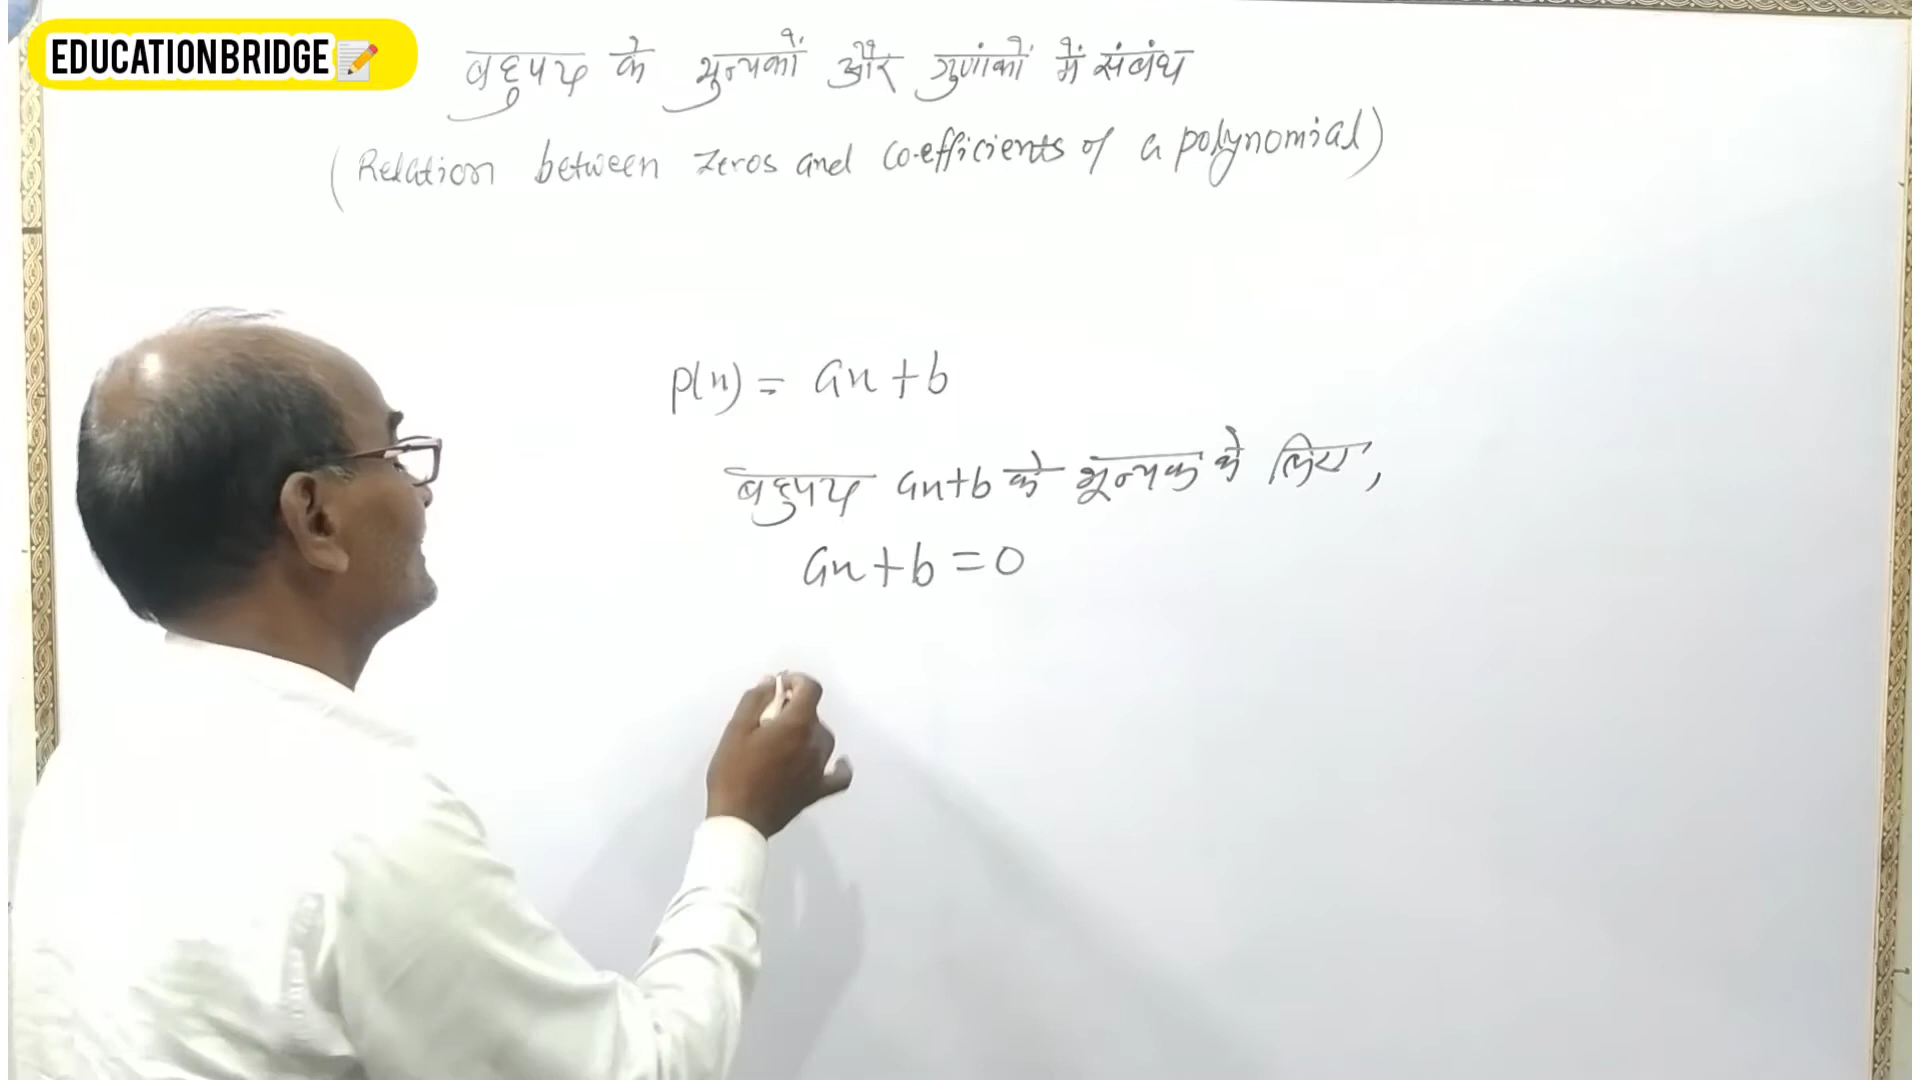 EDUCATIONBRIDGE
बहुपद के शून्यकों और गुणांकों में संबंध
(Relation between zeros and co-efficients of a polynomial)
p(x) = ax + b
बहुपद ax+b के शून्यक के लिए,
ax + b = 0